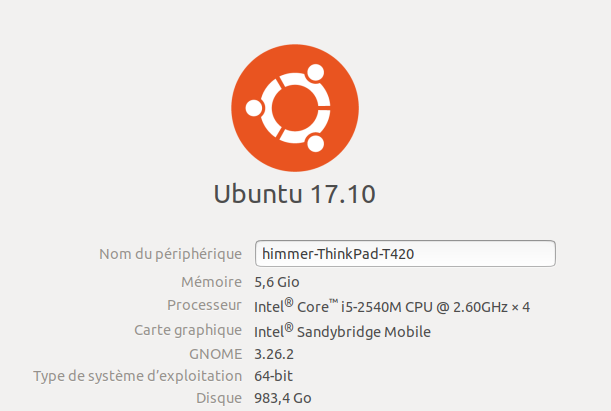 Ubuntu 17.10
Nom du périphérique himmer-ThinkPad-T420
Mémoire 5,6 Gio
Processeur Intel® Core™ i5-2540M CPU @ 2.60GHz × 4
Carte graphique Intel® Sandybridge Mobile
GNOME 3.26.2
Type de système d'exploitation 64-bit
Disque 983,4 Go